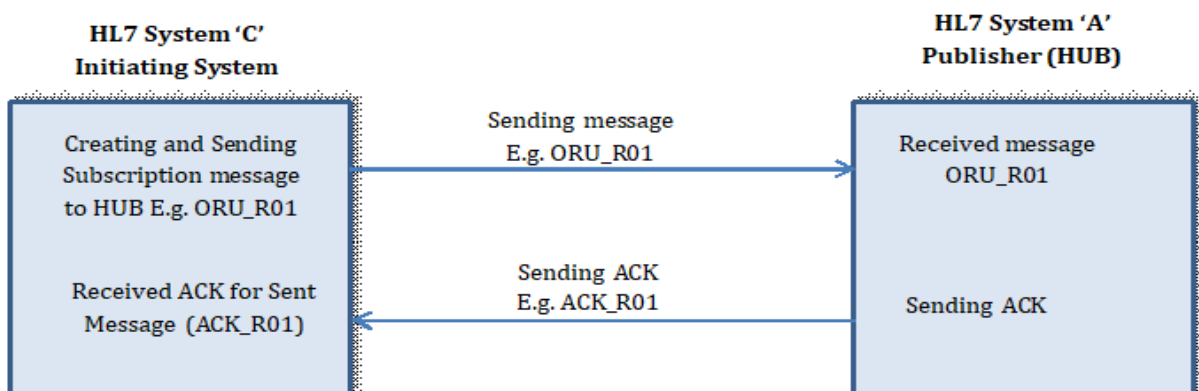 HL7 System ‘C’
Initiating System
HL7 System ‘A’
Publisher (HUB)
Creating and Sending
Subscription message
to HUB E.g. ORU_R01
Sending message
E.g. ORU_R01
Received message
ORU_R01
Received ACK for Sent
Message (ACK_R01)
Sending ACK
E.g. ACK_R01
Sending ACK